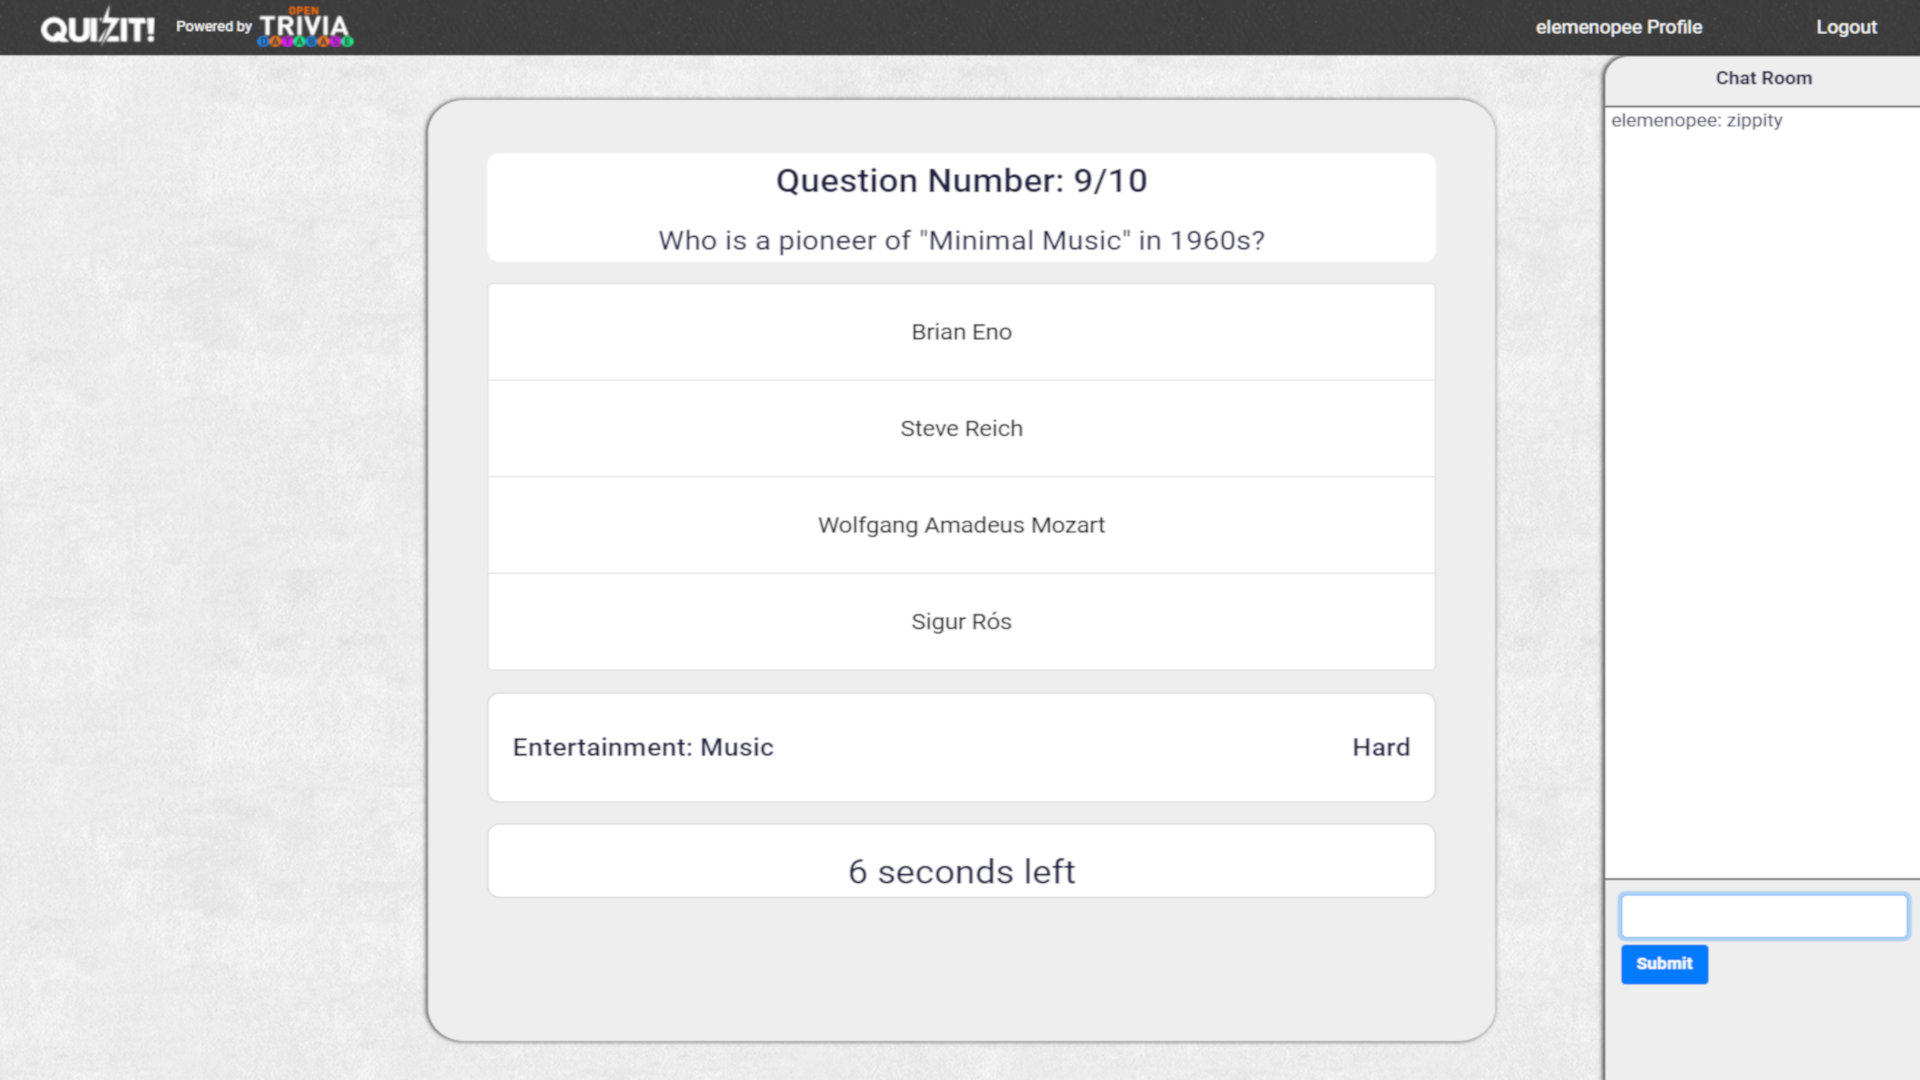 QUIZIT! Powered by OPEN TRIVIA DATABASE
elemenopee Profile
Logout
Chat Room
elemenopee: zippity
Question Number: 9/10
Who is a pioneer of "Minimal Music" in 1960s?
Brian Eno
Steve Reich
Wolfgang Amadeus Mozart
Sigur Rós
Entertainment: Music
Hard
6 seconds left
Submit